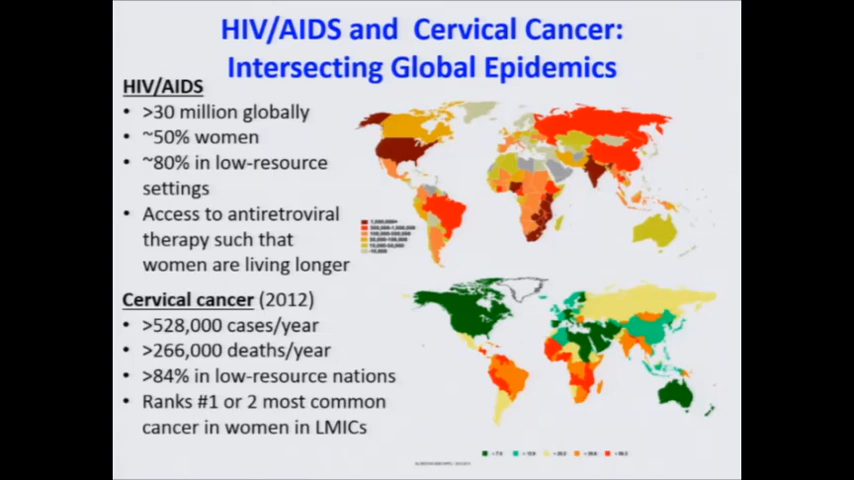 HIV/AIDS and Cervical Cancer:
Intersecting Global Epidemics
HIV/AIDS
• >30 million globally
• ~50% women
• ~80% in low-resource
settings
• Access to antiretroviral
therapy such that
women are living longer
Cervical cancer (2012)
• >528,000 cases/year
• >266,000 deaths/year
• >84% in low-resource nations
• Ranks #1 or 2 most common
cancer in women in LMICs